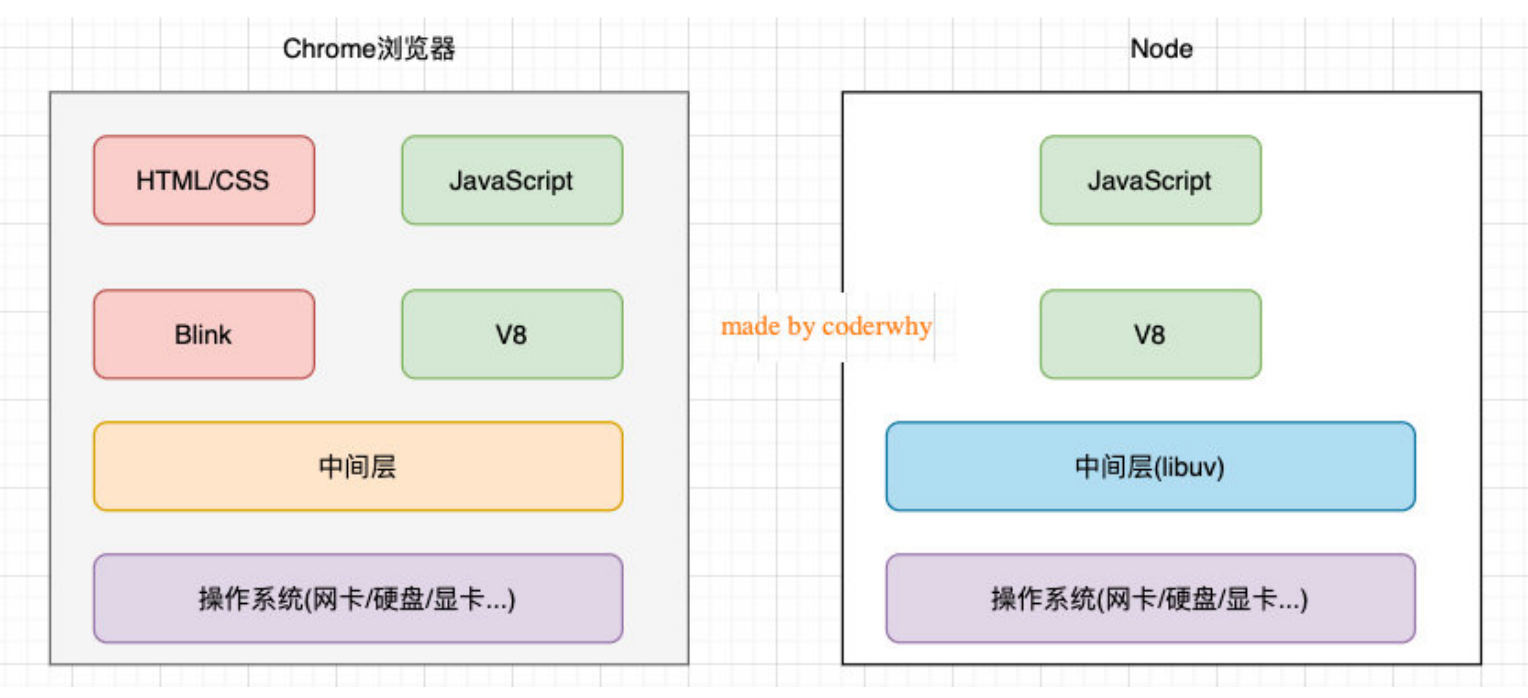 Chrome浏览器
HTML/CSS
JavaScript
Blink
V8
中间层
操作系统(网卡/硬盘/显卡...)
made by coderwhy
Node
JavaScript
V8
中间层(libuv)
操作系统(网卡/硬盘/显卡...)